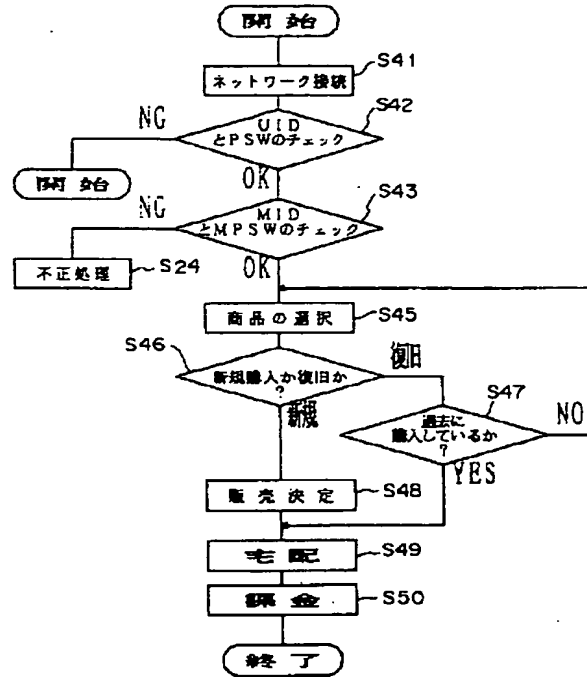 開始
S41
ネットワーク接続
S42
NG
UID
とPSWのチェック
開始
OK
S43
NG
MID
とMPSWのチェック
不正処理
S24
OK
商品の選択
S45
S46
新規購入か復旧か
?
復旧
新規
S47
過去に
購入しているか
?
NO
YES
販売決定
S48
宅配
S49
課金
S50
終了